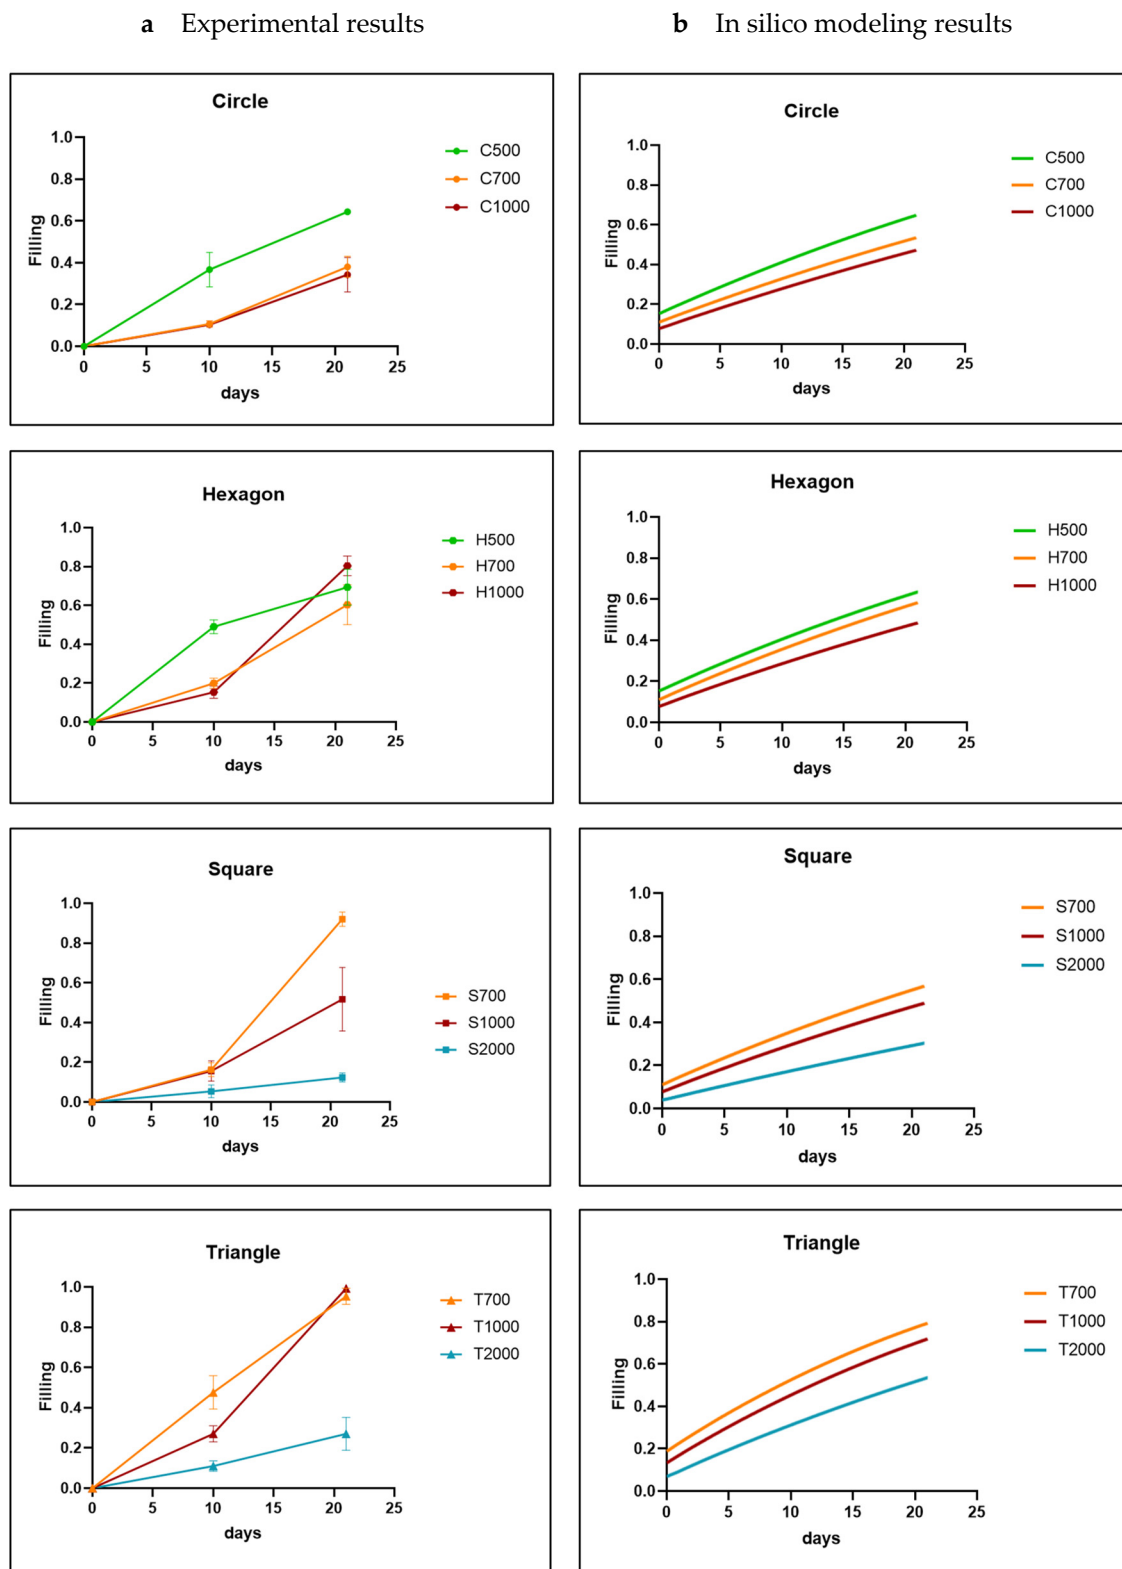 a Experimental results
b In silico modeling results
Circle
1.0
0.8
0.6
0.4
0.2
0.0
Filling
0 5 10 15 20 25
days
C500
C700
C1000
Circle
1.0
0.8
0.6
0.4
0.2
0.0
Filling
0 5 10 15 20 25
days
C500
C700
C1000
Hexagon
1.0
0.8
0.6
0.4
0.2
0.0
Filling
0 5 10 15 20 25
days
H500
H700
H1000
Hexagon
1.0
0.8
0.6
0.4
0.2
0.0
Filling
0 5 10 15 20 25
days
H500
H700
H1000
Square
1.0
0.8
0.6
0.4
0.2
0.0
Filling
0 5 10 15 20 25
days
S700
S1000
S2000
Square
1.0
0.8
0.6
0.4
0.2
0.0
Filling
0 5 10 15 20 25
days
S700
S1000
S2000
Triangle
1.0
0.8
0.6
0.4
0.2
0.0
Filling
0 5 10 15 20 25
days
T700
T1000
T2000
Triangle
1.0
0.8
0.6
0.4
0.2
0.0
Filling
0 5 10 15 20 25
days
T700
T1000
T2000